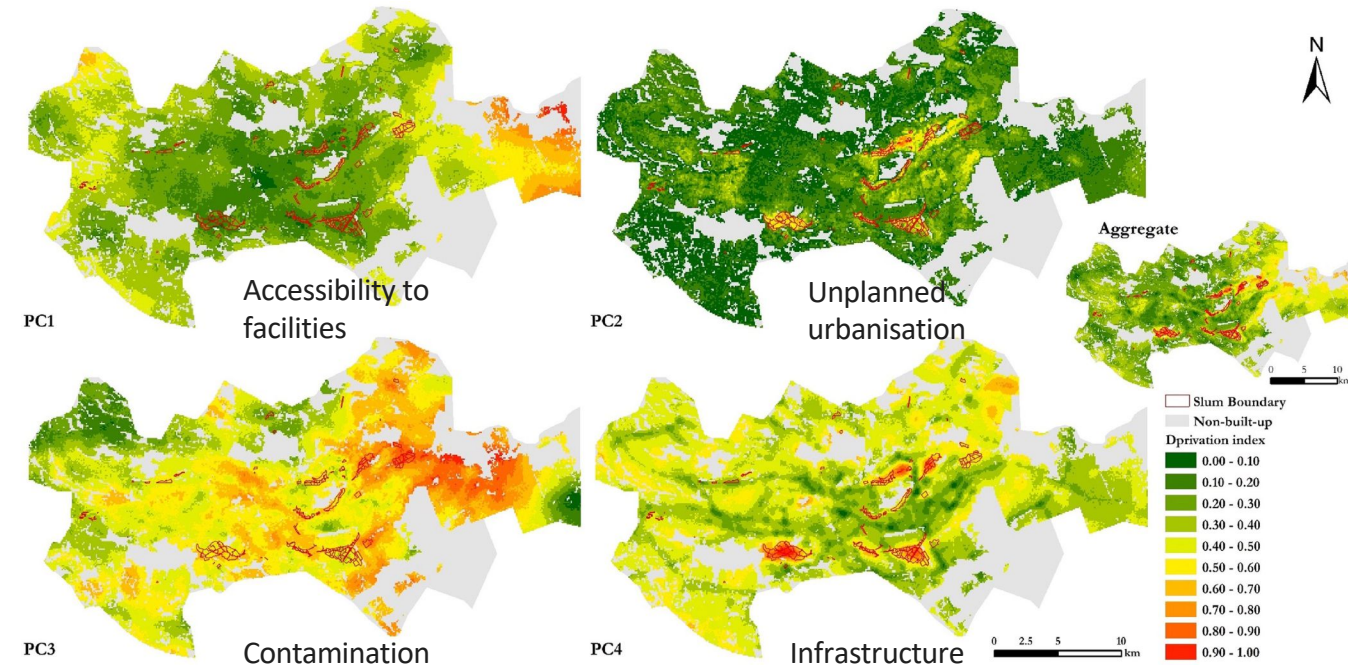 N
Accessibility to
facilities
PC1
Unplanned
urbanisation
PC2
Aggregate
0 5 10
km
Slum Boundary
Non-built-up
Dprivation index
0.00 - 0.10
0.10 - 0.20
0.20 - 0.30
0.30 - 0.40
0.40 - 0.50
0.50 - 0.60
0.60 - 0.70
0.70 - 0.80
0.80 - 0.90
0.90 - 1.00
PC3
Contamination
PC4
Infrastructure
0 2.5 5 10
km